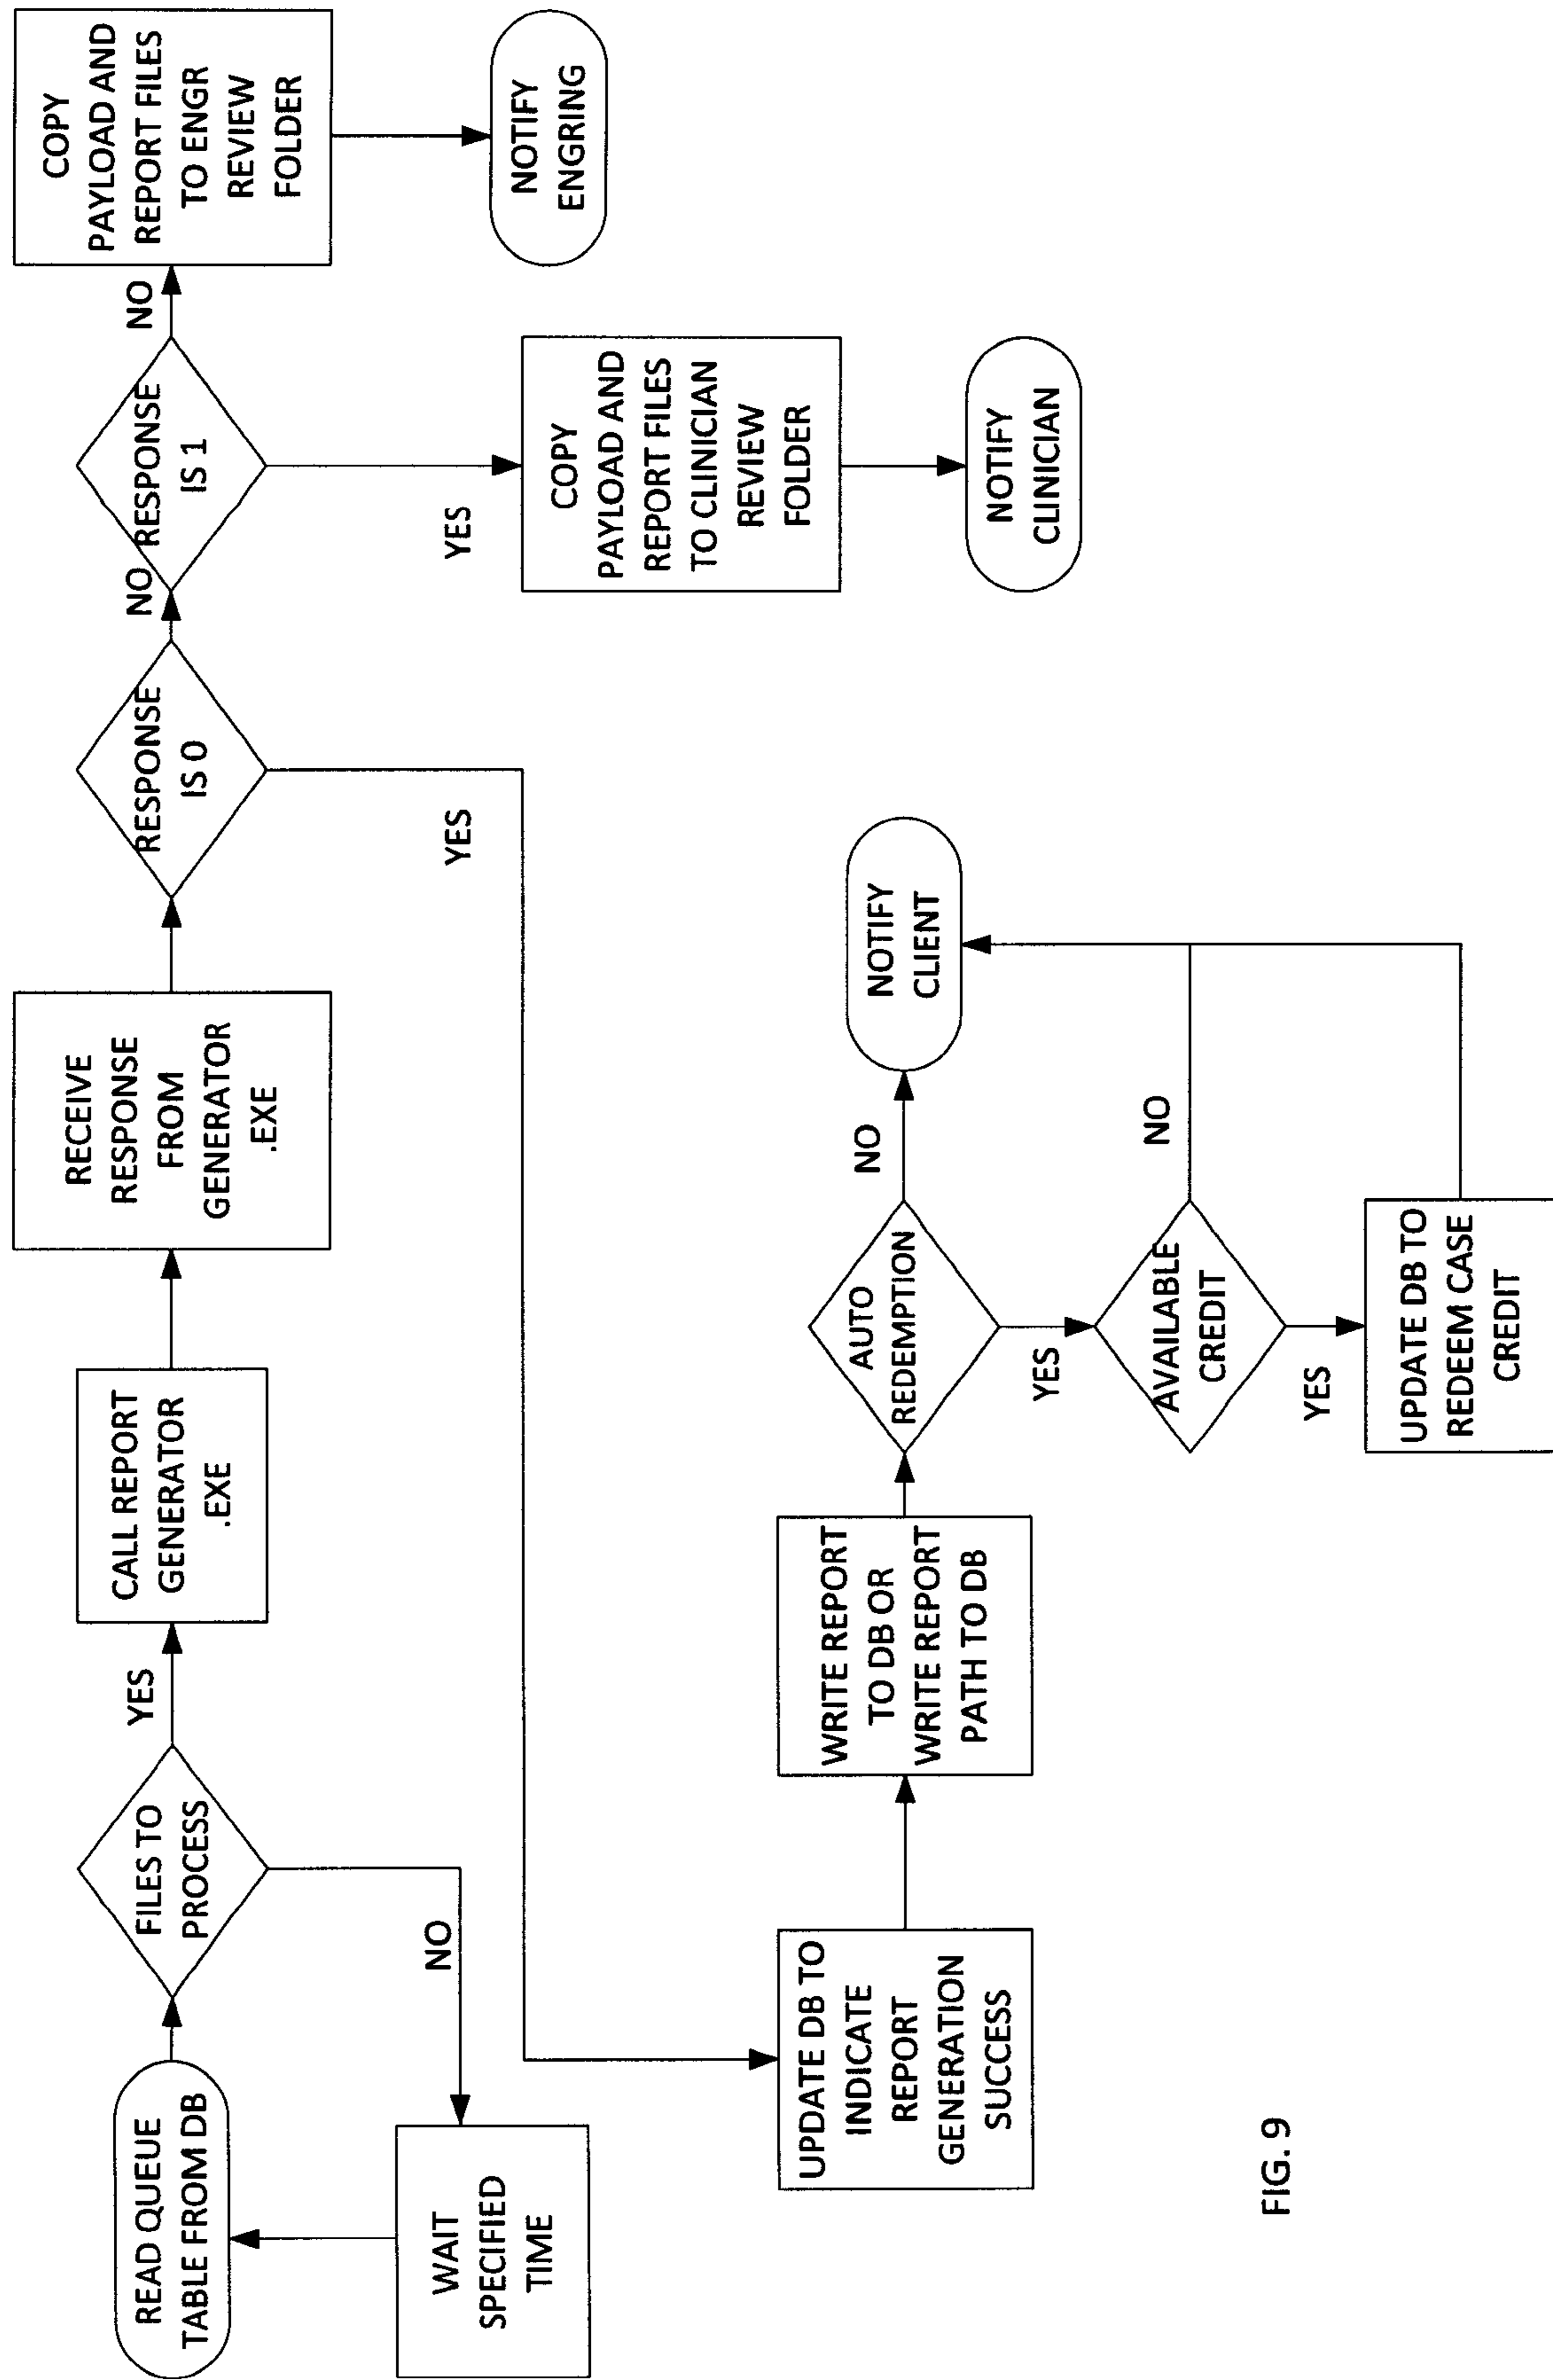 READ QUEUE
TABLE FROM DB
FILES TO
PROCESS
YES
CALL REPORT
GENERATOR
.EXE
RECEIVE
RESPONSE
FROM
GENERATOR
.EXE
RESPONSE
IS 0
NO
RESPONSE
IS 1
NO
COPY
PAYLOAD AND
REPORT FILES
TO ENGR
REVIEW
FOLDER
NOTIFY
ENGRING
NO
WAIT
SPECIFIED
TIME
YES
YES
COPY
PAYLOAD AND
REPORT FILES
TO CLINICIAN
REVIEW
FOLDER
NOTIFY
CLINICIAN
UPDATE DB TO
INDICATE
REPORT
GENERATION
SUCCESS
WRITE REPORT
TO DB OR
WRITE REPORT
PATH TO DB
AUTO
REDEMPTION
NO
NOTIFY
CLIENT
YES
AVAILABLE
CREDIT
NO
YES
UPDATE DB TO
REDEEM CASE
CREDIT
FIG. 9